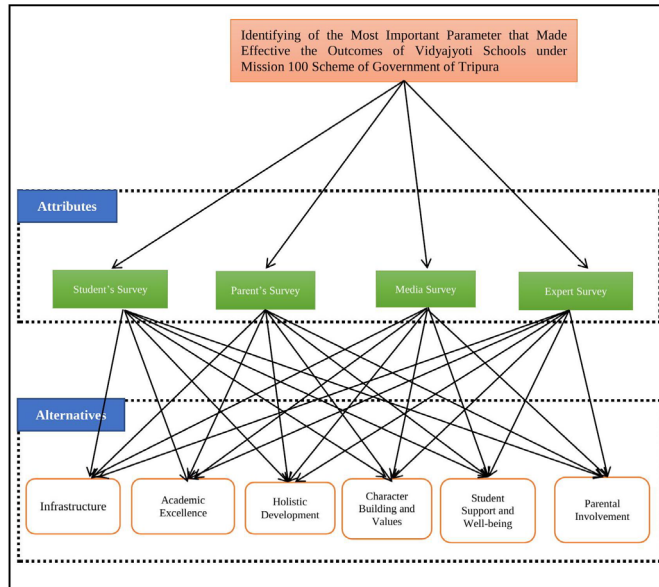 Identifying of the Most Important Parameter that Made
Effective the Outcomes of Vidyajyoti Schools under
Mission 100 Scheme of Government of Tripura
Attributes
Student's Survey
Parent's Survey
Media Survey
Expert Survey
Alternatives
Infrastructure
Academic
Excellence
Holistic
Development
Character
Building and
Values
Student
Support and
Well-being
Parental
Involvement